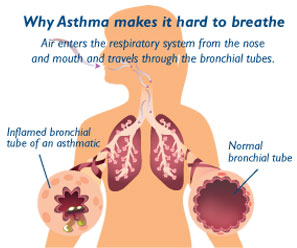 Why Asthma makes it hard to breathe
Air enters the respiratory system from the nose
and mouth and travels through the bronchial tubes.
Inflamed bronchial
tube of an asthmatic
Normal
bronchial tube